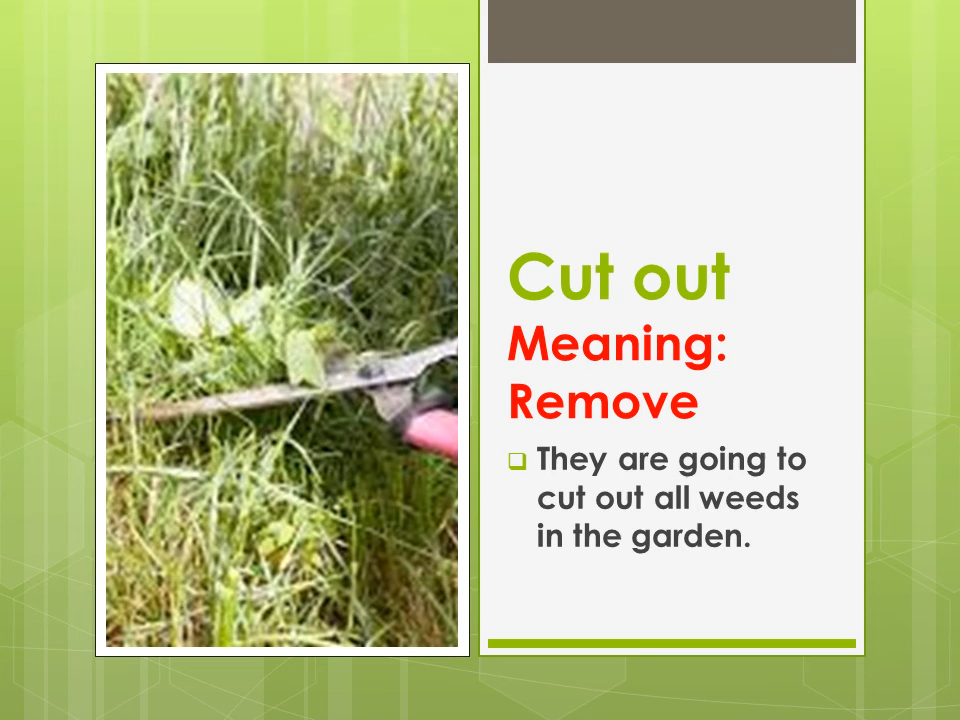 Cut out
Meaning:
Remove
They are going to
cut out all weeds
in the garden.